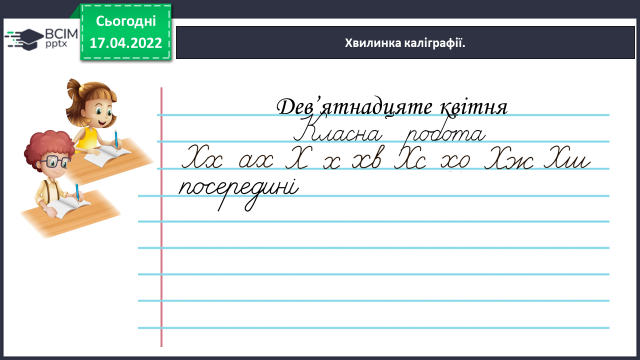 ВСІМ
pptx
Сьогодні
17.04.2022
Хвилинка каліграфії.
Дев’ятнадцяте квітня
Класна робота
Хх ах Х х хв Хс хо Хж Хш
посередині